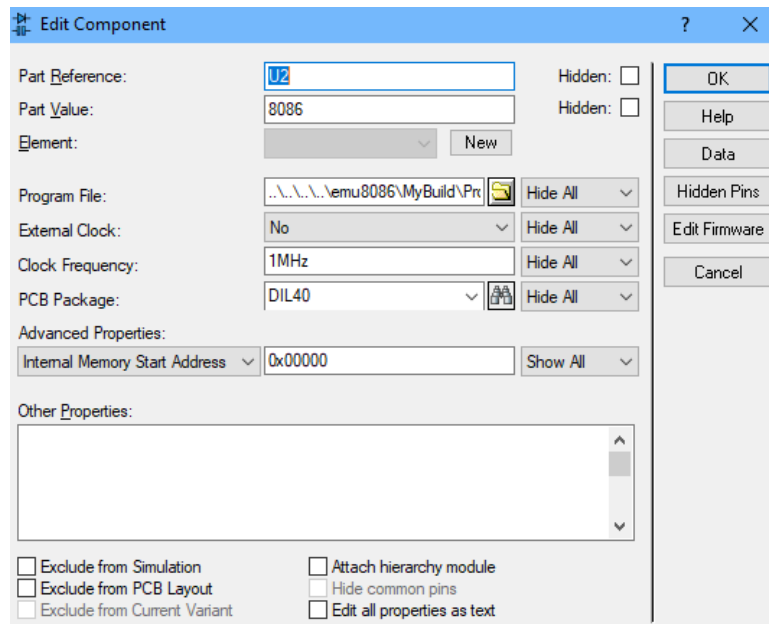 Edit Component ?
Part Reference: U2 Hidden: OK
Part Value: 8086 Hidden: Help
Element: New Data
Program File: ..\..\..\..\emu8086\MyBuild\Pro Hide All Hidden Pins
External Clock: No Hide All Edit Firmware
Clock Frequency: 1MHz Hide All Cancel
PCB Package: DIL40 Hide All
Advanced Properties:
Internal Memory Start Address 0x00000 Show All
Other Properties:
Exclude from Simulation Attach hierarchy module
Exclude from PCB Layout Hide common pins
Exclude from Current Variant Edit all properties as text